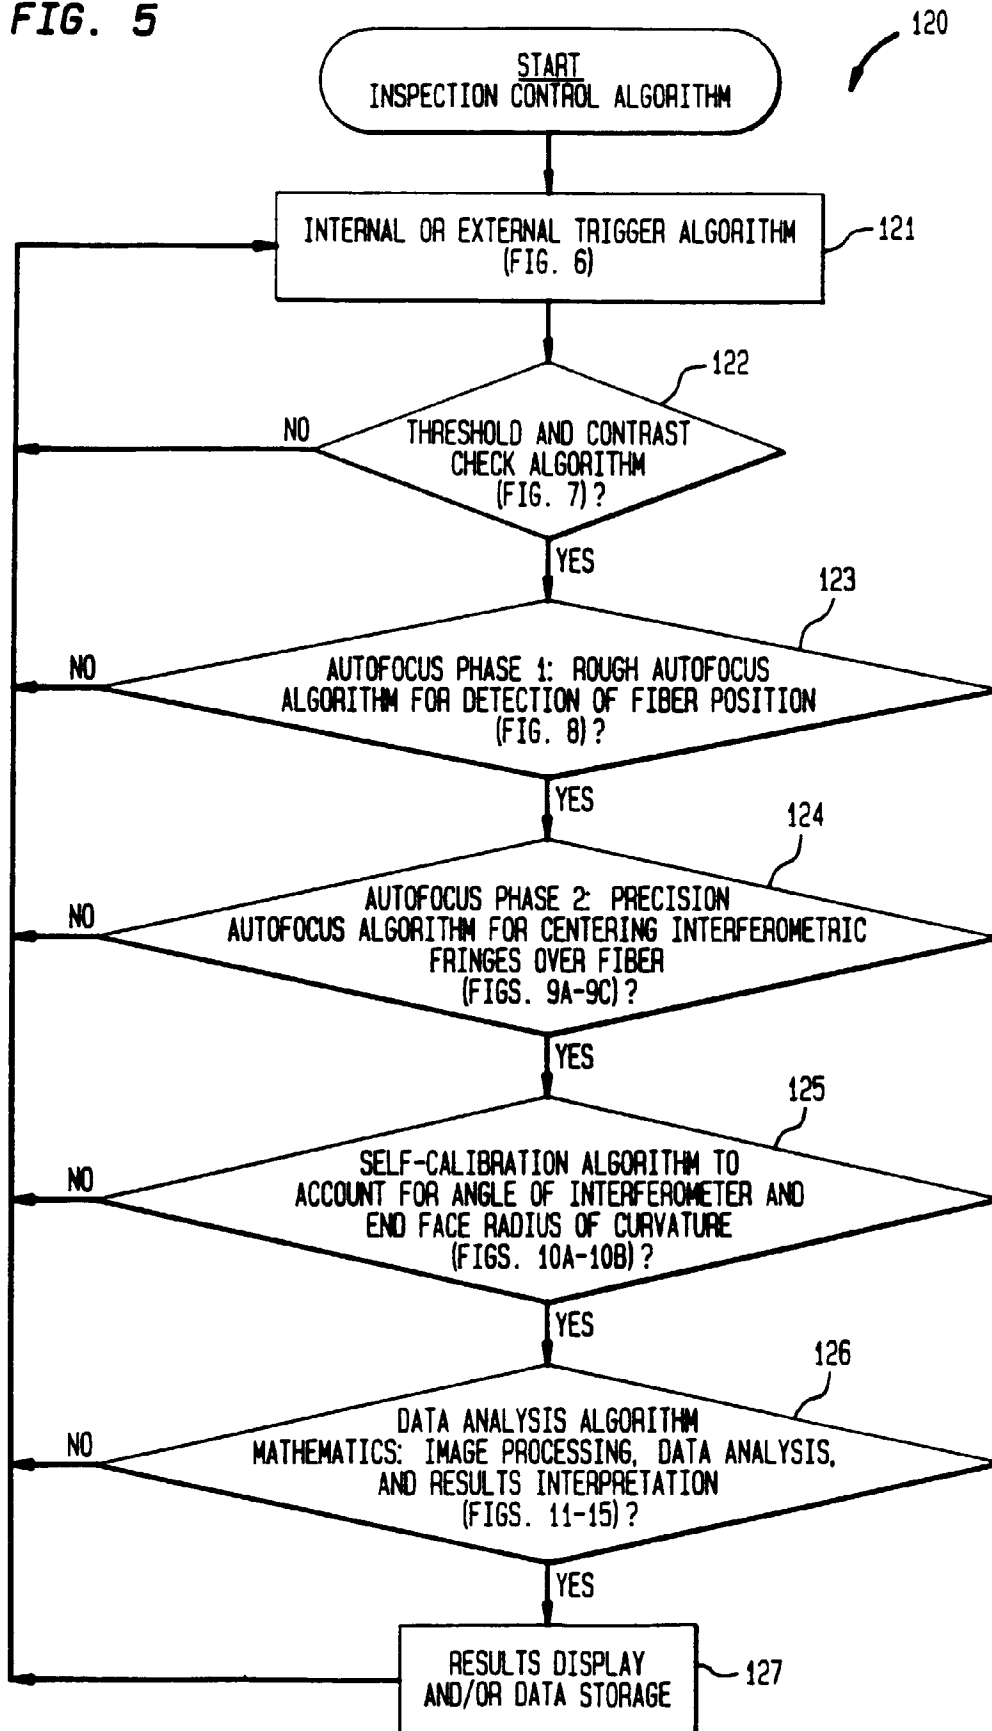 FIG. 5
120
START
INSPECTION CONTROL ALGORITHM
INTERNAL OR EXTERNAL TRIGGER ALGORITHM
(FIG. 6)
121
122
NO
THRESHOLD AND CONTRAST
CHECK ALGORITHM
(FIG. 7)?
YES
123
NO
AUTOFOCUS PHASE 1: ROUGH AUTOFOCUS
ALGORITHM FOR DETECTION OF FIBER POSITION
(FIG. 8)?
YES
124
NO
AUTOFOCUS PHASE 2: PRECISION
AUTOFOCUS ALGORITHM FOR CENTERING INTERFEROMETRIC
FRINGES OVER FIBER
(FIGS. 9A-9C)?
YES
125
NO
SELF-CALIBRATION ALGORITHM TO
ACCOUNT FOR ANGLE OF INTERFEROMETER AND
END FACE RADIUS OF CURVATURE
(FIGS. 10A-10B)?
YES
126
NO
DATA ANALYSIS ALGORITHM
MATHEMATICS: IMAGE PROCESSING, DATA ANALYSIS,
AND RESULTS INTERPRETATION
(FIGS. 11-15)?
YES
RESULTS DISPLAY
AND/OR DATA STORAGE
127